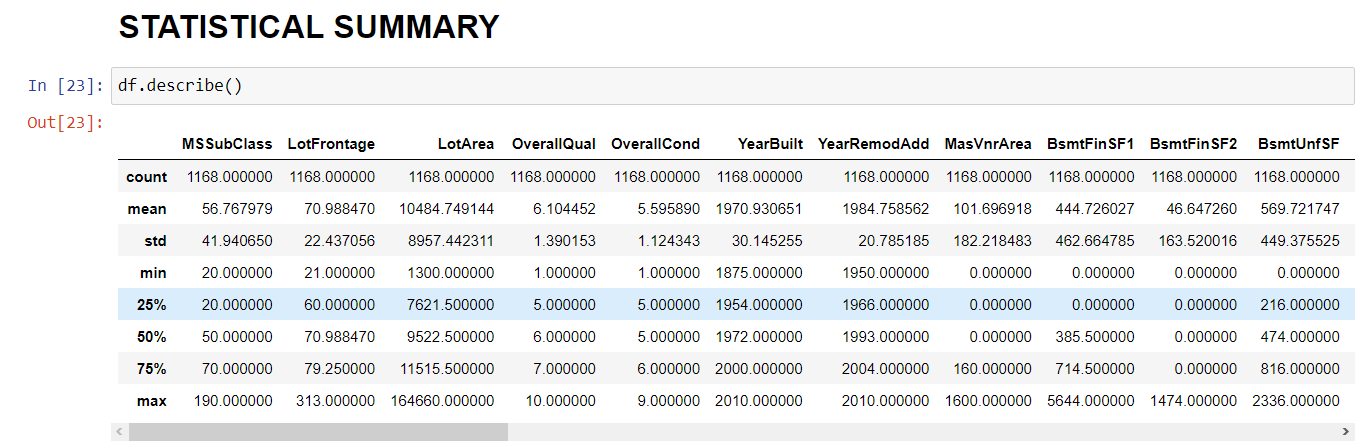 STATISTICAL SUMMARY
In [23]: df.describe()
Out[23]:
MSSubClass LotFrontage LotArea OverallQual OverallCond YearBuilt YearRemodAdd MasVnrArea BsmtFinSF1 BsmtFinSF2 BsmtUnfSF
count 1168.000000 1168.000000 1168.000000 1168.000000 1168.000000 1168.000000 1168.000000 1168.000000 1168.000000 1168.000000 1168.000000
mean 56.767979 70.988470 10484.749144 6.104452 5.595890 1970.930651 1984.758562 101.696918 444.726027 46.647260 569.721747
std 41.940650 22.437056 8957.442311 1.390153 1.124343 30.145255 20.785185 182.218483 462.664785 163.520016 449.375525
min 20.000000 21.000000 1300.000000 1.000000 1.000000 1875.000000 1950.000000 0.000000 0.000000 0.000000 0.000000
25% 20.000000 60.000000 7621.500000 5.000000 5.000000 1954.000000 1966.000000 0.000000 0.000000 0.000000 216.000000
50% 50.000000 70.988470 9522.500000 6.000000 5.000000 1972.000000 1993.000000 0.000000 385.500000 0.000000 474.000000
75% 70.000000 79.250000 11515.500000 7.000000 6.000000 2000.000000 2004.000000 160.000000 714.500000 0.000000 816.000000
max 190.000000 313.000000 164660.000000 10.000000 9.000000 2010.000000 2010.000000 1600.000000 5644.000000 1474.000000 2336.000000